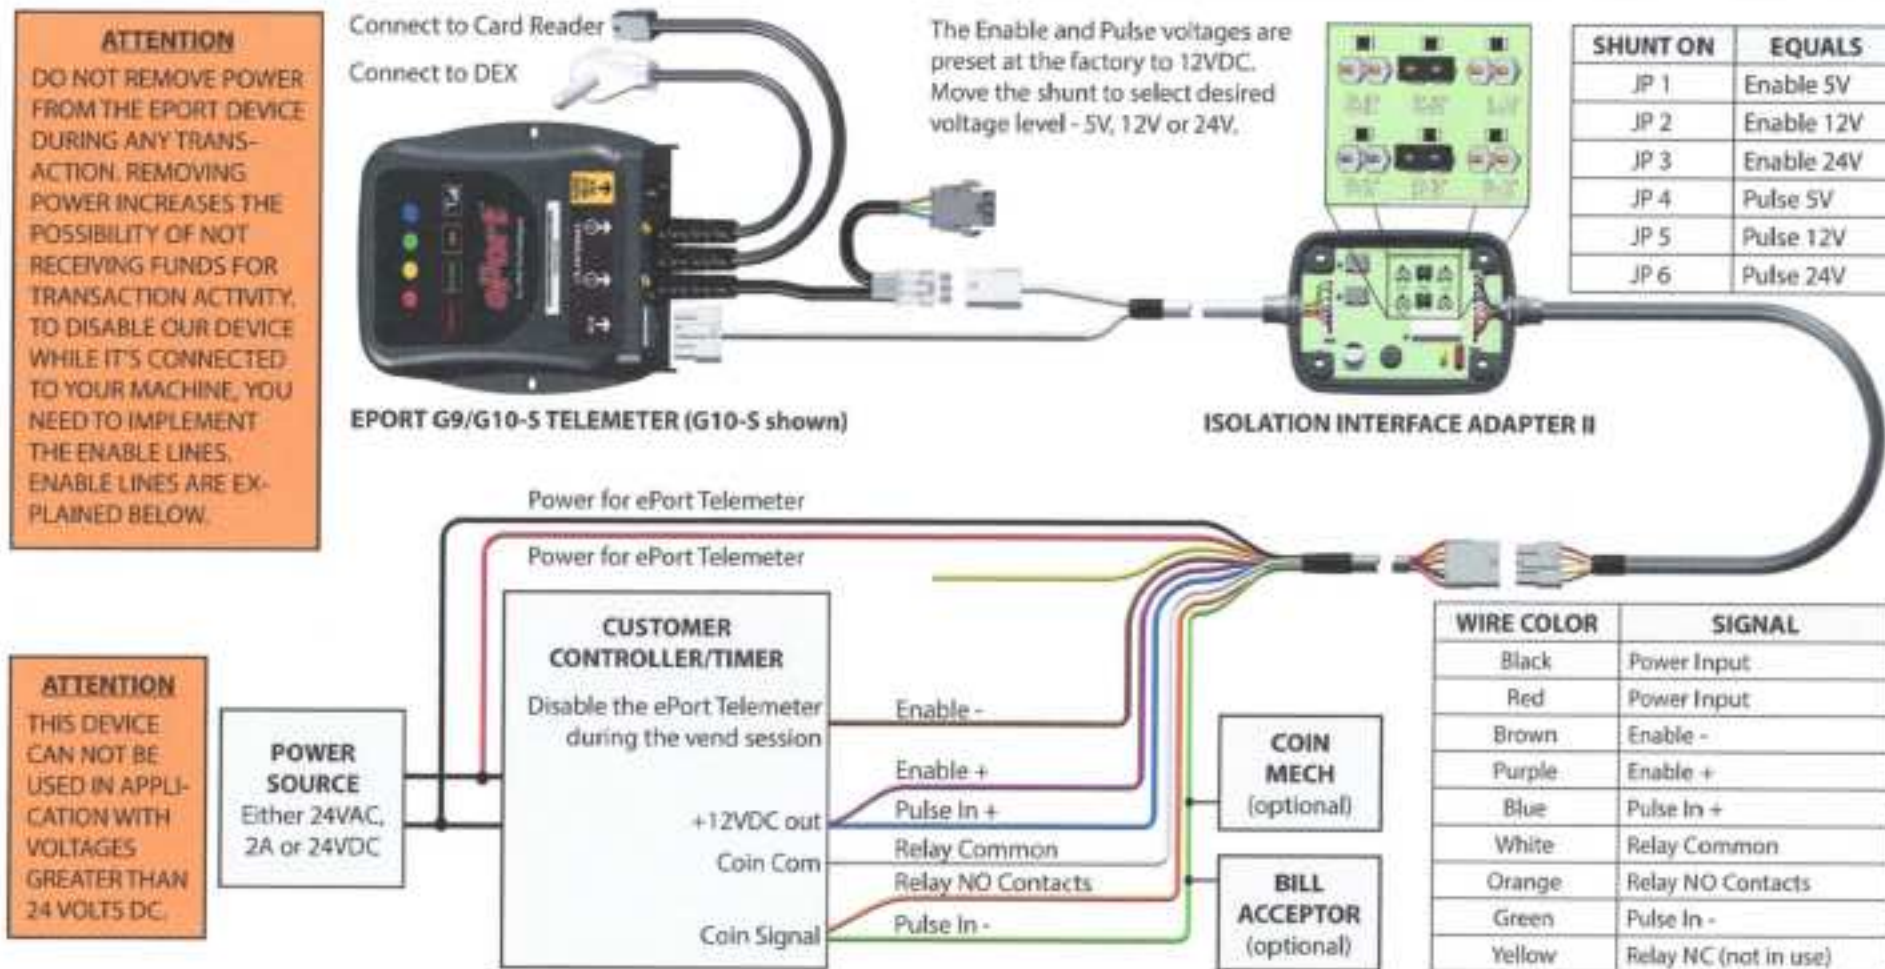 ATTENTION
DO NOT REMOVE POWER
FROM THE EPORT DEVICE
DURING ANY TRANS-
ACTION. REMOVING
POWER INCREASES THE
POSSIBILITY OF NOT
RECEIVING FUNDS FOR
TRANSACTION ACTIVITY.
TO DISABLE OUR DEVICE
WHILE IT'S CONNECTED
TO YOUR MACHINE, YOU
NEED TO IMPLEMENT
THE ENABLE LINES.
ENABLE LINES ARE EX-
PLAINED BELOW.
Connect to Card Reader
Connect to DEX
ePort
EPORT G9/G10-S TELEMETER (G10-S shown)
The Enable and Pulse voltages are
preset at the factory to 12VDC.
Move the shunt to select desired
voltage level - 5V, 12V or 24V.
ISOLATION INTERFACE ADAPTER II
SHUNT ON EQUALS
JP 1 Enable 5V
JP 2 Enable 12V
JP 3 Enable 24V
JP 4 Pulse 5V
JP 5 Pulse 12V
JP 6 Pulse 24V
Power for ePort Telemeter
Power for ePort Telemeter
ATTENTION
THIS DEVICE
CAN NOT BE
USED IN APPLI-
CATION WITH
VOLTAGES
GREATER THAN
24 VOLTS DC.
POWER
SOURCE
Either 24VAC,
2A or 24VDC
CUSTOMER
CONTROLLER/TIMER
Disable the ePort Telemeter
during the vend session
+12VDC out
Coin Com
Coin Signal
Enable -
Enable +
Pulse In +
Relay Common
Relay NO Contacts
Pulse In -
COIN
MECH
(optional)
BILL
ACCEPTOR
(optional)
WIRE COLOR SIGNAL
Black Power Input
Red Power Input
Brown Enable -
Purple Enable +
Blue Pulse In +
White Relay Common
Orange Relay NO Contacts
Green Pulse In -
Yellow Relay NC (not in use)